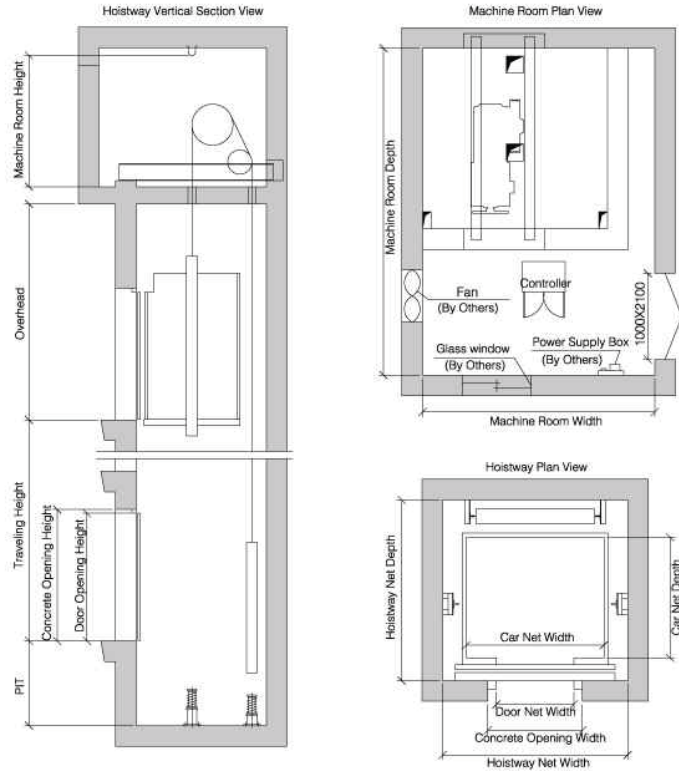 Hoistway Vertical Section View
Machine Room Height
Overhead
Traveling Height
Concrete Opening Height
Door Opening Height
PIT
Machine Room Plan View
Machine Room Depth
Fan
(By Others)
Controller
1000X2100
Glass window
(By Others)
Power Supply Box
(By Others)
Machine Room Width
Hoistway Plan View
Hoistway Net Depth
Car Net Width
Car Net Depth
Door Net Width
Concrete Opening Width
Hoistway Net Width